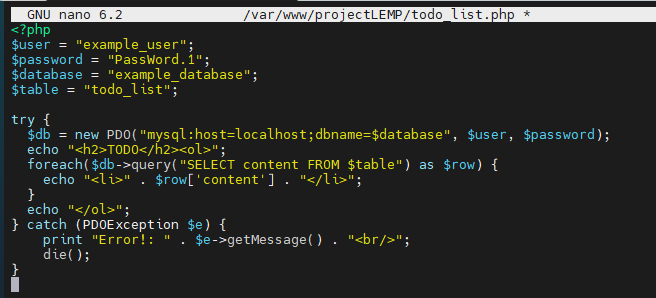 GNU nano 6.2 /var/www/projectLEMP/todo_list.php *
<?php
$user = "example_user";
$password = "PassWord.1";
$database = "example_database";
$table = "todo_list";

try {
  $db = new PDO("mysql:host=localhost;dbname=$database", $user, $password);
  echo "<h2>TODO</h2><ol>";
  foreach($db->query("SELECT content FROM $table") as $row) {
    echo "<li>" . $row['content'] . "</li>";
  }
  echo "</ol>";
} catch (PDOException $e) {
    print "Error!: " . $e->getMessage() . "<br/>";
    die();
}